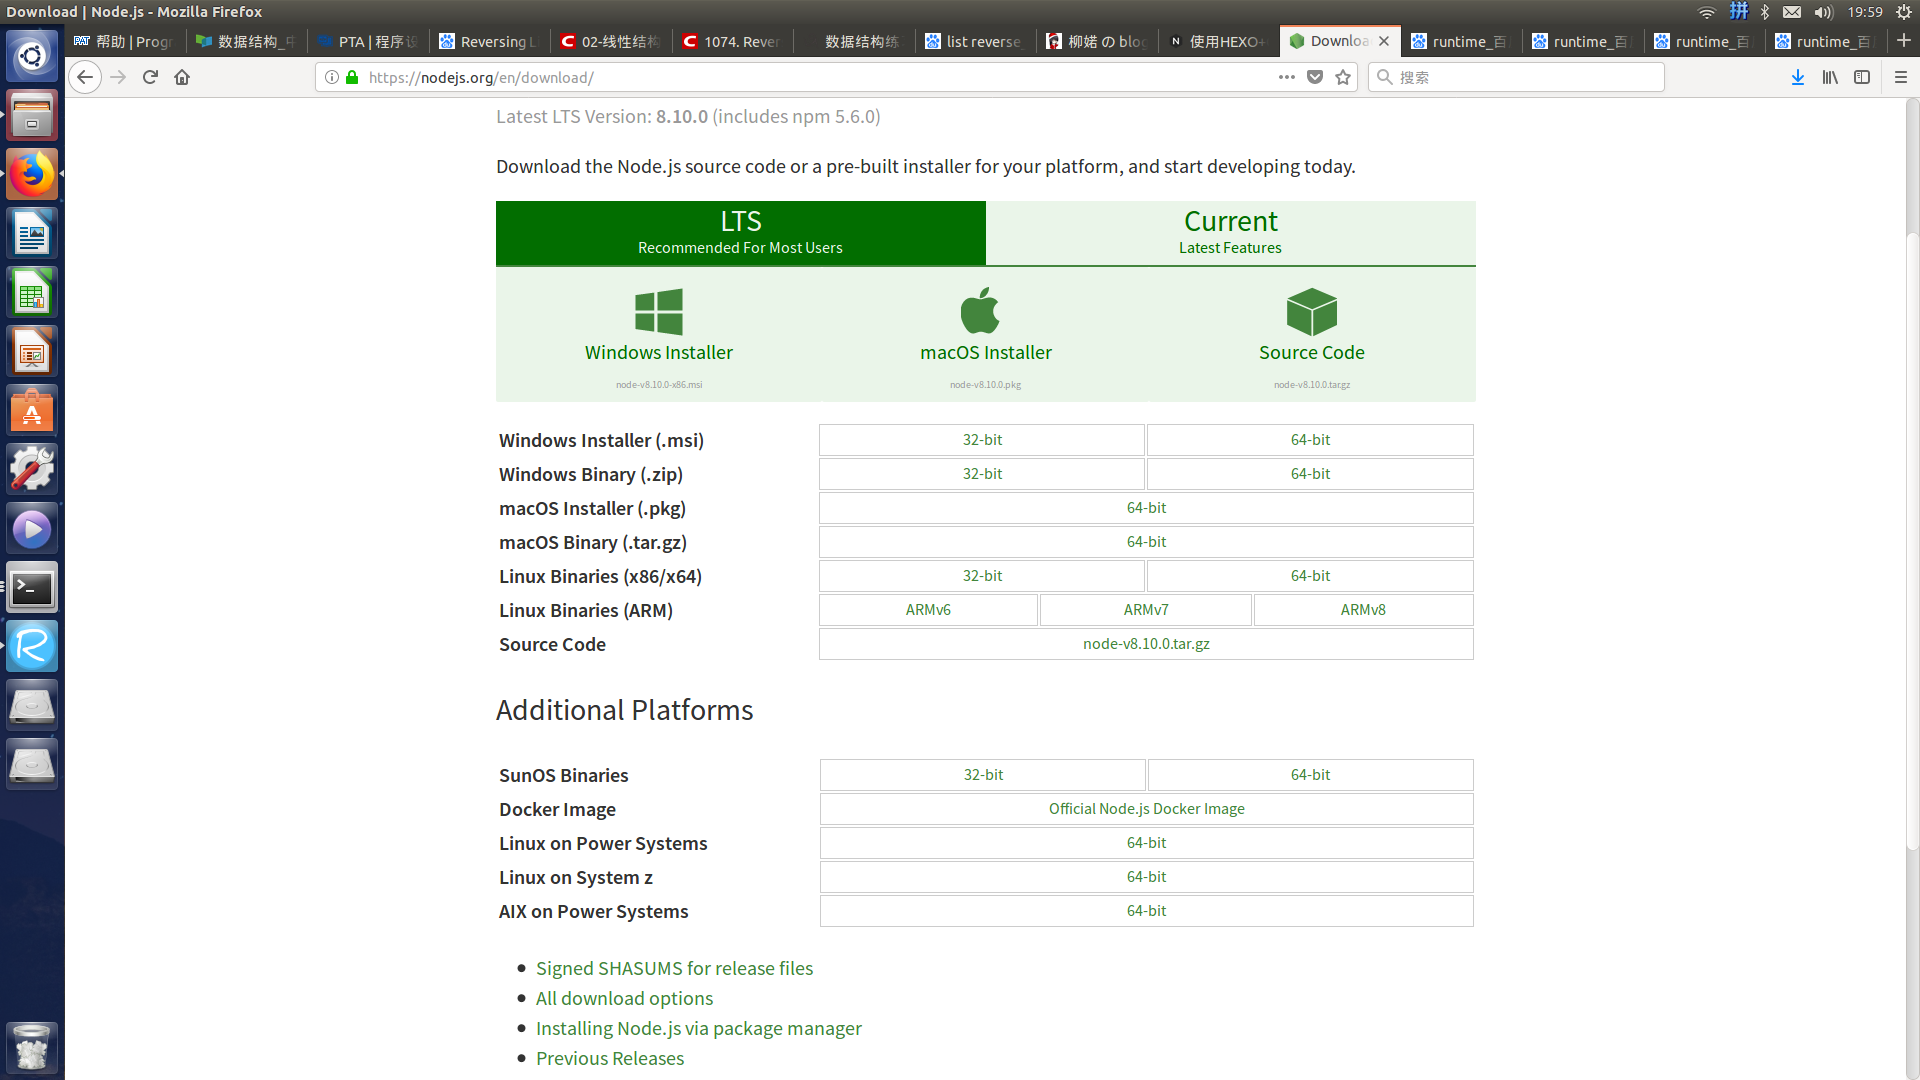 Download | Node.js - Mozilla Firefox
拼
19:59
PAT 帮助 | Progr
数据结构_中
PTA | 程序设
Reversing L
02-线性结构
1074. Rever
数据结构练
list reverse_
柳婼 の blog
N 使用HEXO+
Downloa
runtime_百
runtime_百
runtime_百
runtime_百
https://nodejs.org/en/download/
搜索
Latest LTS Version: 8.10.0 (includes npm 5.6.0)
Download the Node.js source code or a pre-built installer for your platform, and start developing today.
LTS
Recommended For Most Users
Current
Latest Features
Windows Installer
node-v8.10.0-x86.msi
macOS Installer
node-v8.10.0.pkg
Source Code
node-v8.10.0.tar.gz
Windows Installer (.msi) 32-bit 64-bit
Windows Binary (.zip) 32-bit 64-bit
macOS Installer (.pkg) 64-bit
macOS Binary (.tar.gz) 64-bit
Linux Binaries (x86/x64) 32-bit 64-bit
Linux Binaries (ARM) ARMv6 ARMv7 ARMv8
Source Code node-v8.10.0.tar.gz
Additional Platforms
SunOS Binaries 32-bit 64-bit
Docker Image Official Node.js Docker Image
Linux on Power Systems 64-bit
Linux on System z 64-bit
AIX on Power Systems 64-bit
Signed SHASUMS for release files
All download options
Installing Node.js via package manager
Previous Releases